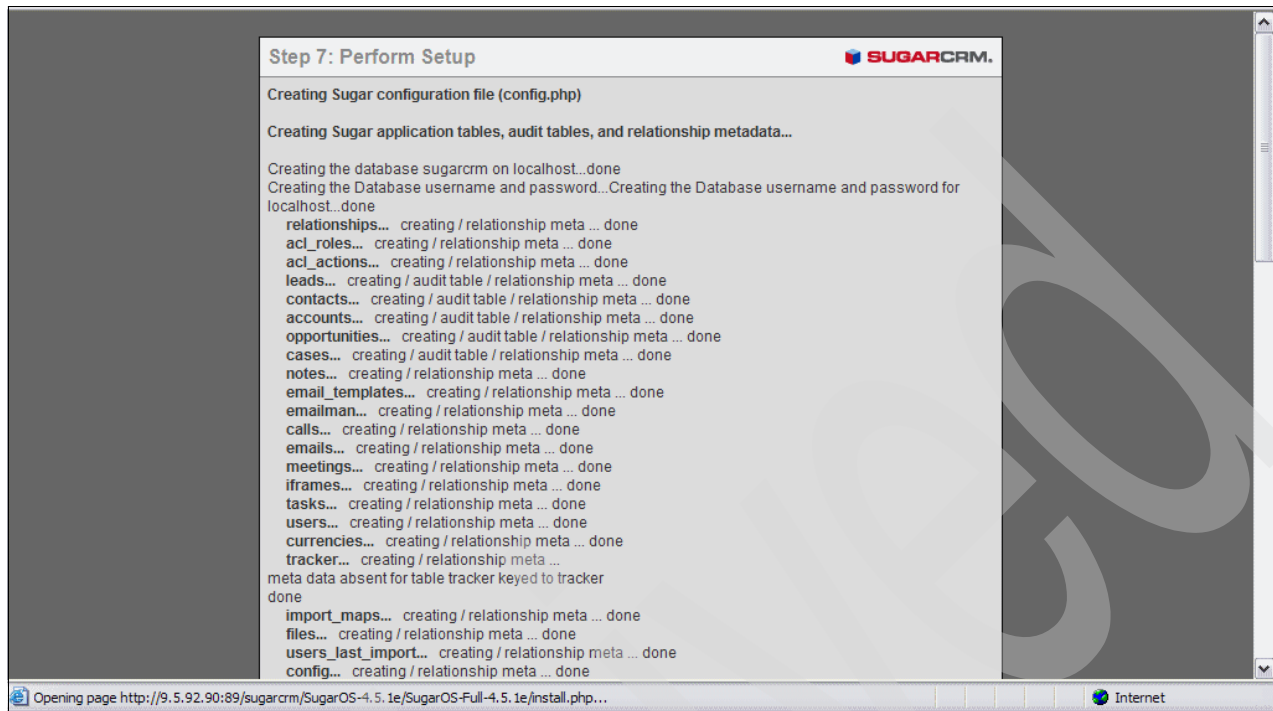 Step 7: Perform Setup
SUGARCRM.
Creating Sugar configuration file (config.php)
Creating Sugar application tables, audit tables, and relationship metadata...
Creating the database sugarcrm on localhost...done
Creating the Database username and password...Creating the Database username and password for
localhost...done
relationships... creating / relationship meta ... done
acl_roles... creating / relationship meta ... done
acl_actions... creating / relationship meta ... done
leads... creating / audit table / relationship meta ... done
contacts... creating / audit table / relationship meta ... done
accounts... creating / audit table / relationship meta ... done
opportunities... creating / audit table / relationship meta ... done
cases... creating / audit table / relationship meta ... done
notes... creating / relationship meta ... done
email_templates... creating / relationship meta ... done
emailman... creating / relationship meta ... done
calls... creating / relationship meta ... done
emails... creating / relationship meta ... done
meetings... creating / relationship meta ... done
iframes... creating / relationship meta ... done
tasks... creating / relationship meta ... done
users... creating / relationship meta ... done
currencies... creating / relationship meta ... done
tracker... creating / relationship meta ...
meta data absent for table tracker keyed to tracker
done
import_maps... creating / relationship meta ... done
files... creating / relationship meta ... done
users_last_import... creating / relationship meta ... done
config... creating / relationship meta ... done
Opening page http://9.5.92.90:89/sugarcrm/SugarOS-4.5.1e/SugarOS-Full-4.5.1e/install.php...
Internet